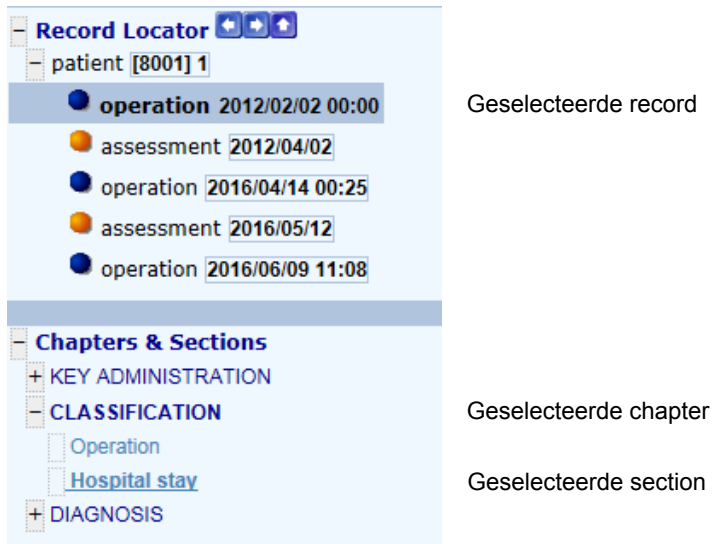 Record Locator
patient [8001] 1
operation 2012/02/02 00:00 Geselecteerde record
assessment 2012/04/02
operation 2016/04/14 00:25
assessment 2016/05/12
operation 2016/06/09 11:08
Chapters & Sections
+ KEY ADMINISTRATION
CLASSIFICATION Geselecteerde chapter
Operation
Hospital stay Geselecteerde section
+ DIAGNOSIS